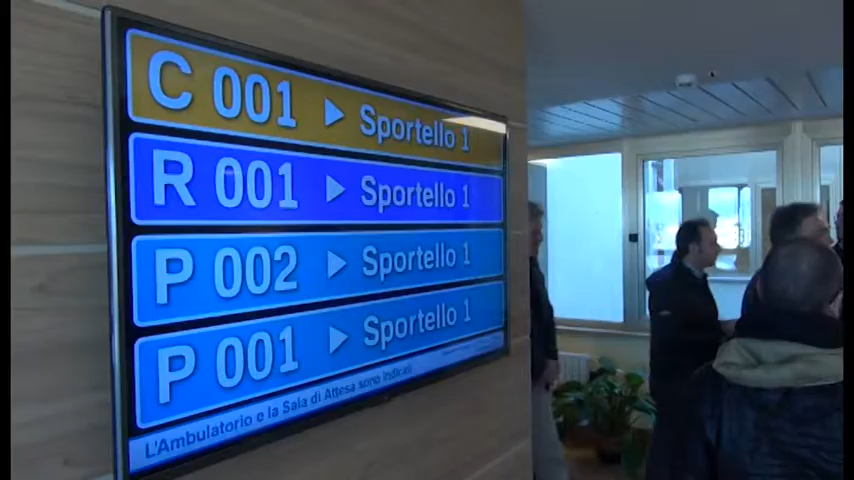 C 001 ▶ Sportello 1
R 001 ▶ Sportello 1
P 002 ▶ Sportello 1
P 001 ▶ Sportello 1
L'Ambulatorio e la Sala di Attesa sono indicati